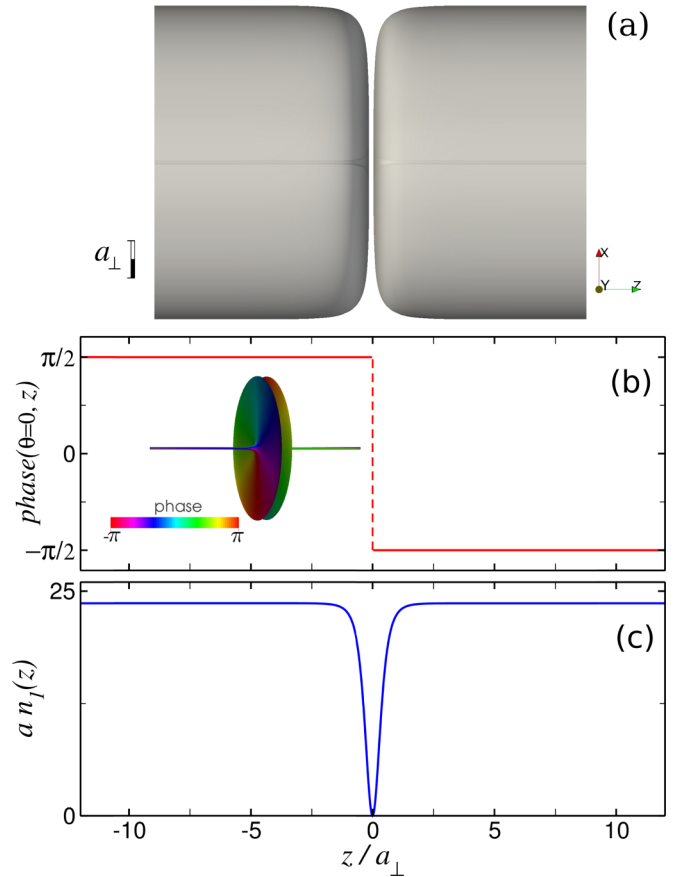 (a)
a⊥
X
Y Z
π/2
(b)
phase(θ=0, z)
0
phase
-π π
−π/2
25
(c)
a n₁(z)
0
-10 -5 0 5 10
z / a⊥